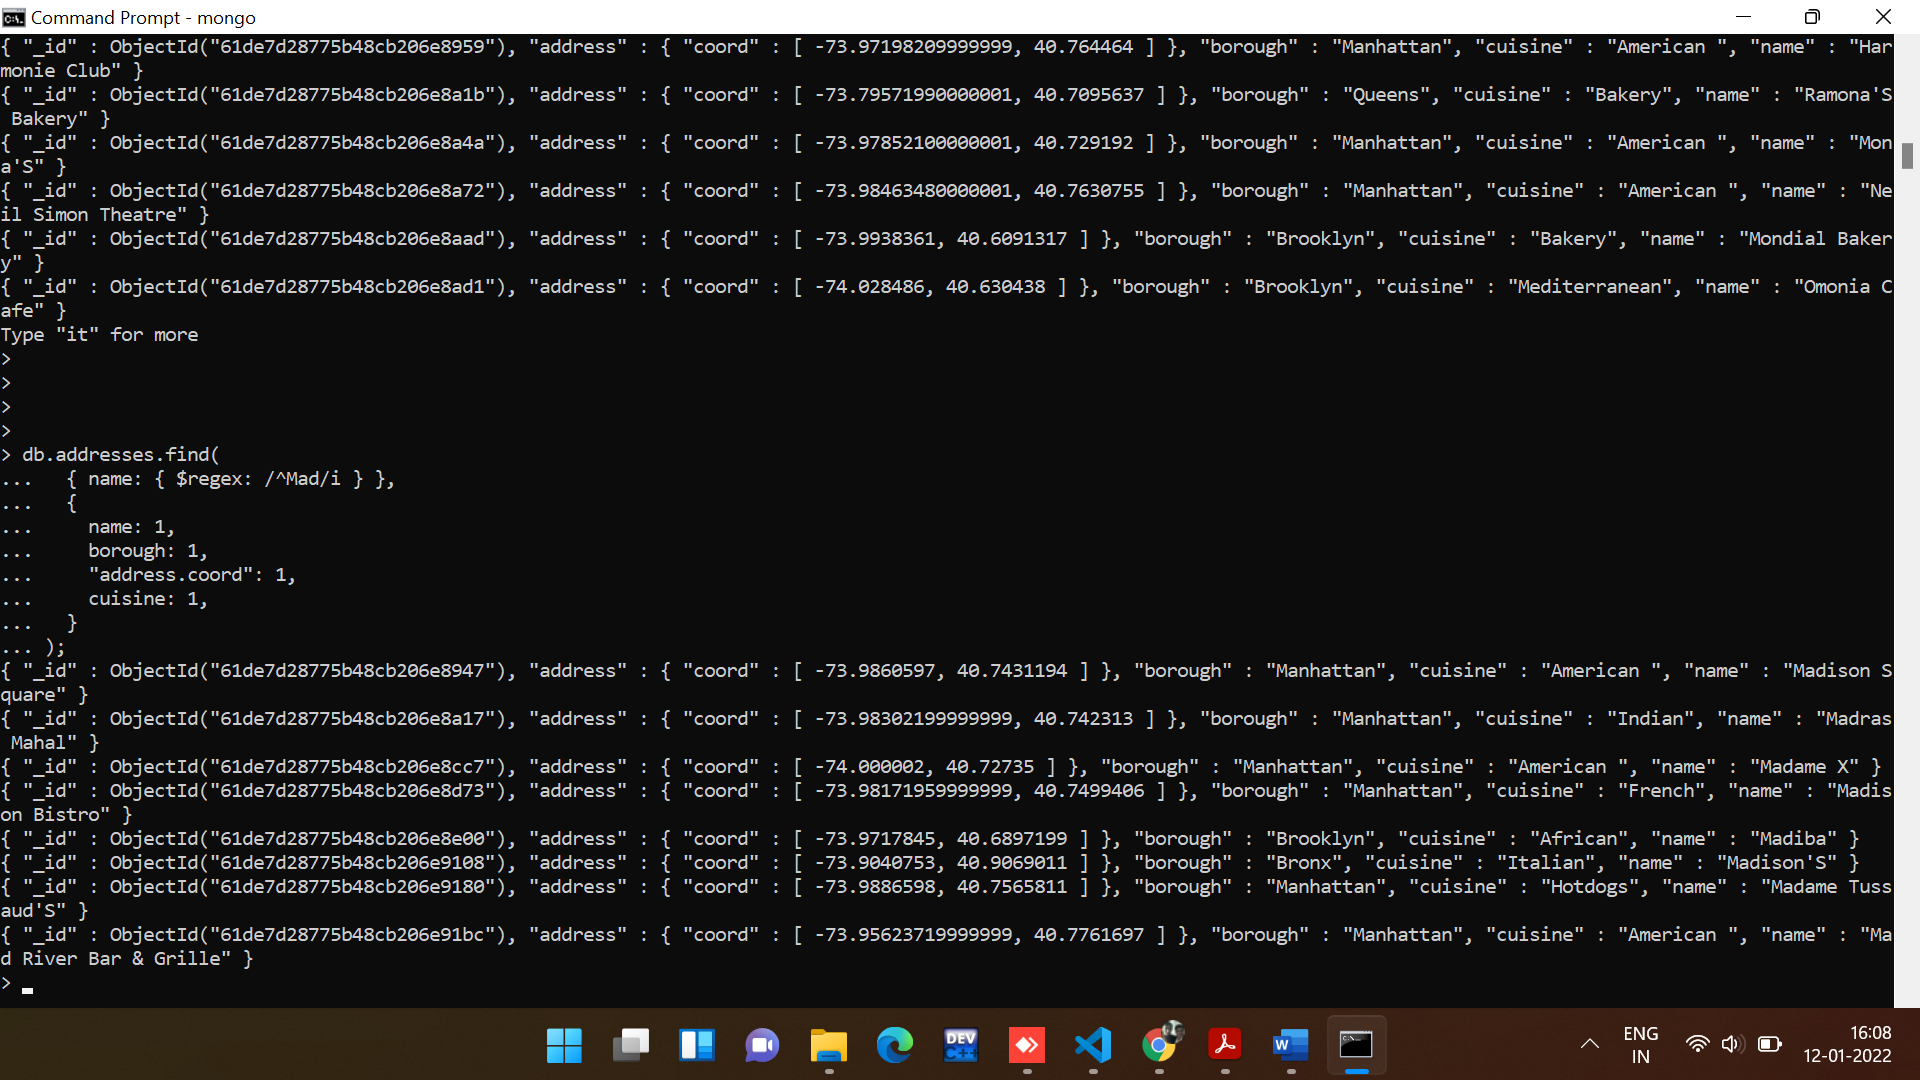 Command Prompt - mongo
{ "_id" : ObjectId("61de7d28775b48cb206e8959"), "address" : { "coord" : [ -73.97198209999999, 40.764464 ] }, "borough" : "Manhattan", "cuisine" : "American ", "name" : "Har
monie Club" }
{ "_id" : ObjectId("61de7d28775b48cb206e8a1b"), "address" : { "coord" : [ -73.79571990000001, 40.7095637 ] }, "borough" : "Queens", "cuisine" : "Bakery", "name" : "Ramona'S
 Bakery" }
{ "_id" : ObjectId("61de7d28775b48cb206e8a4a"), "address" : { "coord" : [ -73.97852100000001, 40.729192 ] }, "borough" : "Manhattan", "cuisine" : "American ", "name" : "Mon
a'S" }
{ "_id" : ObjectId("61de7d28775b48cb206e8a72"), "address" : { "coord" : [ -73.98463480000001, 40.7630755 ] }, "borough" : "Manhattan", "cuisine" : "American ", "name" : "Ne
il Simon Theatre" }
{ "_id" : ObjectId("61de7d28775b48cb206e8aad"), "address" : { "coord" : [ -73.9938361, 40.6091317 ] }, "borough" : "Brooklyn", "cuisine" : "Bakery", "name" : "Mondial Baker
y" }
{ "_id" : ObjectId("61de7d28775b48cb206e8ad1"), "address" : { "coord" : [ -74.028486, 40.630438 ] }, "borough" : "Brooklyn", "cuisine" : "Mediterranean", "name" : "Omonia C
afe" }
Type "it" for more
>
>
>
>
> db.addresses.find(
...   { name: { $regex: /^Mad/i } },
...   {
...     name: 1,
...     borough: 1,
...     "address.coord": 1,
...     cuisine: 1,
...   }
... );
{ "_id" : ObjectId("61de7d28775b48cb206e8947"), "address" : { "coord" : [ -73.9860597, 40.7431194 ] }, "borough" : "Manhattan", "cuisine" : "American ", "name" : "Madison S
quare" }
{ "_id" : ObjectId("61de7d28775b48cb206e8a17"), "address" : { "coord" : [ -73.98302199999999, 40.742313 ] }, "borough" : "Manhattan", "cuisine" : "Indian", "name" : "Madras
 Mahal" }
{ "_id" : ObjectId("61de7d28775b48cb206e8cc7"), "address" : { "coord" : [ -74.000002, 40.72735 ] }, "borough" : "Manhattan", "cuisine" : "American ", "name" : "Madame X" }
{ "_id" : ObjectId("61de7d28775b48cb206e8d73"), "address" : { "coord" : [ -73.98171959999999, 40.7499406 ] }, "borough" : "Manhattan", "cuisine" : "French", "name" : "Madis
on Bistro" }
{ "_id" : ObjectId("61de7d28775b48cb206e8e00"), "address" : { "coord" : [ -73.9717845, 40.6897199 ] }, "borough" : "Brooklyn", "cuisine" : "African", "name" : "Madiba" }
{ "_id" : ObjectId("61de7d28775b48cb206e9108"), "address" : { "coord" : [ -73.9040753, 40.9069011 ] }, "borough" : "Bronx", "cuisine" : "Italian", "name" : "Madison'S" }
{ "_id" : ObjectId("61de7d28775b48cb206e9180"), "address" : { "coord" : [ -73.9886598, 40.7565811 ] }, "borough" : "Manhattan", "cuisine" : "Hotdogs", "name" : "Madame Tuss
aud'S" }
{ "_id" : ObjectId("61de7d28775b48cb206e91bc"), "address" : { "coord" : [ -73.95623719999999, 40.7761697 ] }, "borough" : "Manhattan", "cuisine" : "American ", "name" : "Ma
d River Bar & Grille" }
>
DEV
C++
W
ENG
IN
16:08
12-01-2022